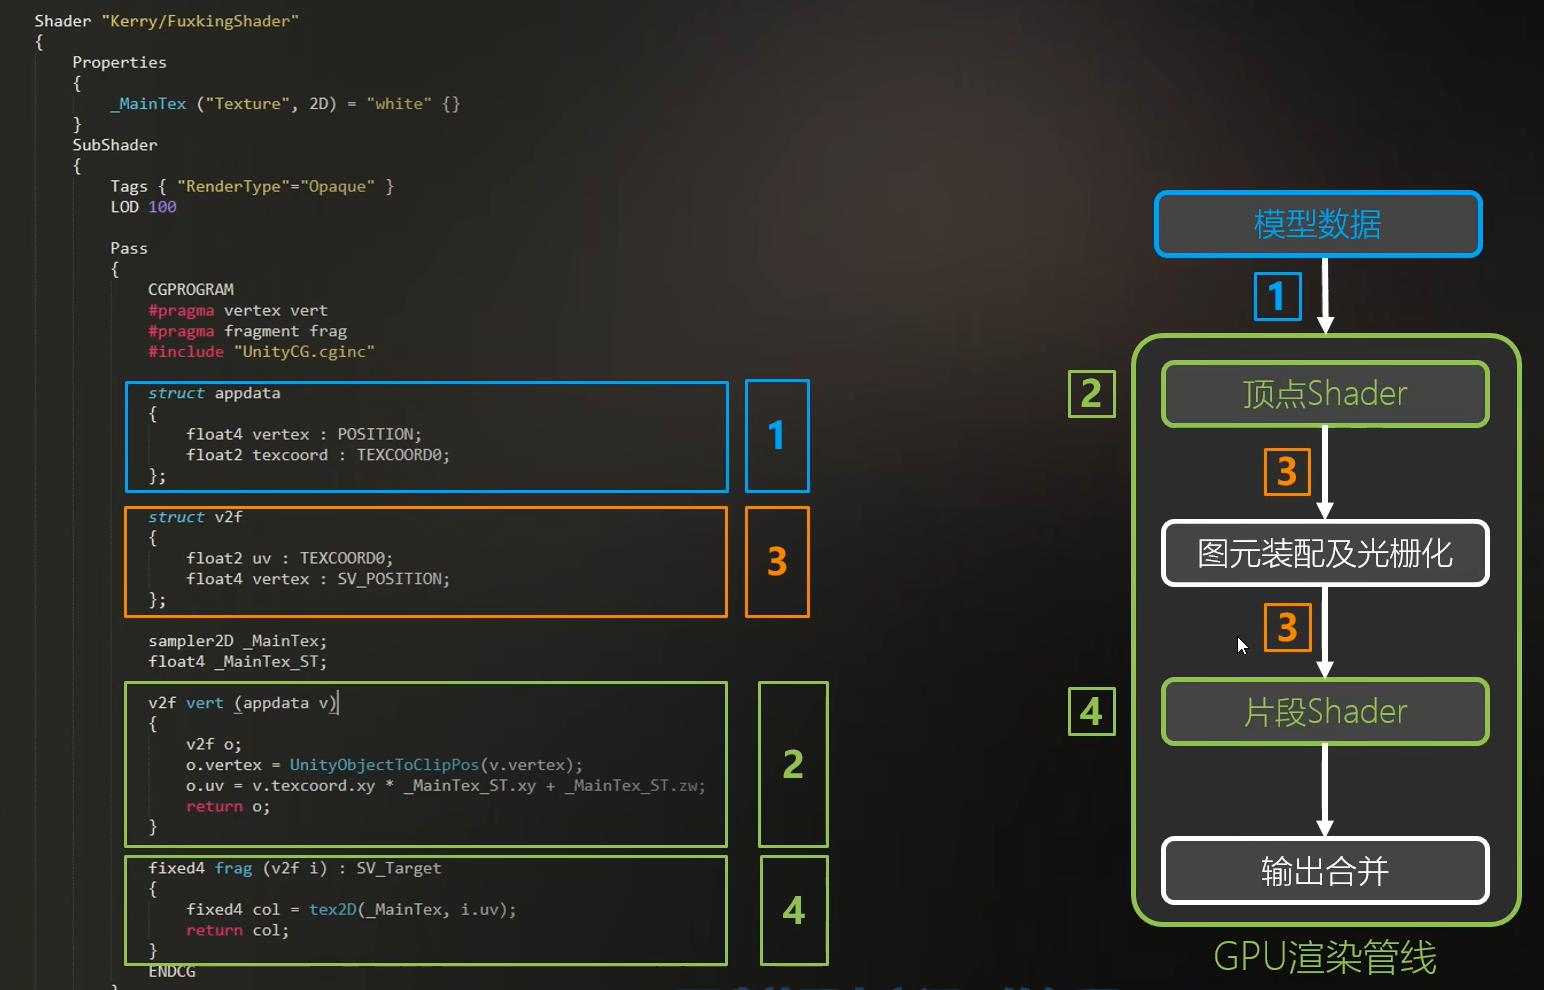 Shader "Kerry/FuxkingShader"
{
Properties
{
_MainTex ("Texture", 2D) = "white" {}
}
SubShader
{
Tags { "RenderType"="Opaque" }
LOD 100
Pass
{
CGPROGRAM
#pragma vertex vert
#pragma fragment frag
#include "UnityCG.cginc"
struct appdata
{
float4 vertex : POSITION;
float2 texcoord : TEXCOORD0;
};
1
struct v2f
{
float2 uv : TEXCOORD0;
float4 vertex : SV_POSITION;
};
3
sampler2D _MainTex;
float4 _MainTex_ST;
v2f vert (appdata v)
{
v2f o;
o.vertex = UnityObjectToClipPos(v.vertex);
o.uv = v.texcoord.xy * _MainTex_ST.xy + _MainTex_ST.zw;
return o;
}
2
fixed4 frag (v2f i) : SV_Target
{
fixed4 col = tex2D(_MainTex, i.uv);
return col;
}
4
ENDCG
模型数据
1
2
顶点Shader
3
图元装配及光栅化
3
4
片段Shader
输出合并
GPU渲染管线